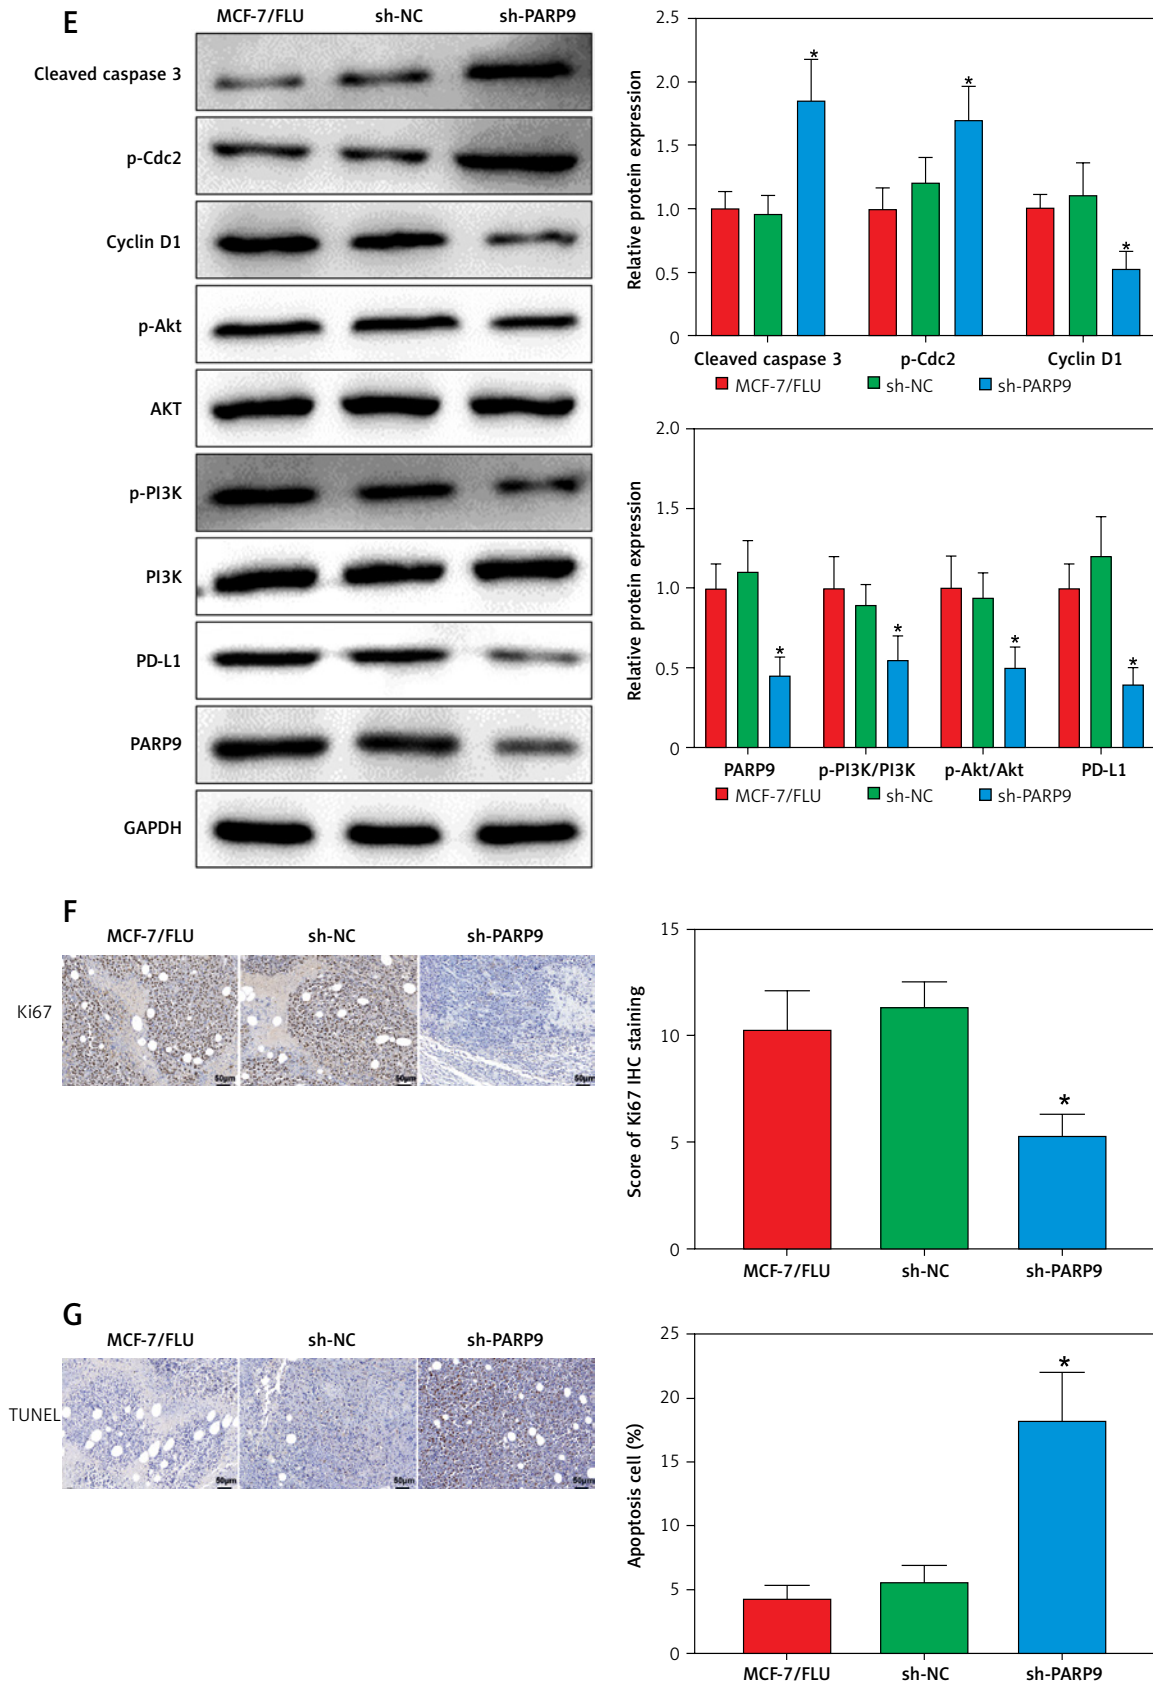 E
MCF-7/FLU sh-NC sh-PARP9
Cleaved caspase 3
p-Cdc2
Cyclin D1
p-Akt
AKT
p-PI3K
PI3K
PD-L1
PARP9
GAPDH
Relative protein expression
2.5
2.0
1.5
1.0
0.5
0
* * *
Cleaved caspase 3 p-Cdc2 Cyclin D1
MCF-7/FLU sh-NC sh-PARP9
Relative protein expression
2.0
1.5
1.0
0.5
0
* * * *
PARP9 p-PI3K/PI3K p-Akt/Akt PD-L1
MCF-7/FLU sh-NC sh-PARP9
F
MCF-7/FLU sh-NC sh-PARP9
Ki67
50μm 50μm 50μm
Score of Ki67 IHC staining
15
10
5
0
*
MCF-7/FLU sh-NC sh-PARP9
G
MCF-7/FLU sh-NC sh-PARP9
TUNEL
50μm 50μm 50μm
Apoptosis cell (%)
25
20
15
10
5
0
*
MCF-7/FLU sh-NC sh-PARP9